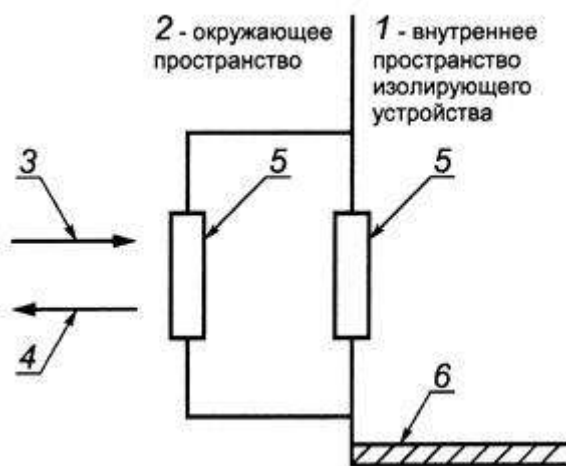 2 - окружающее
пространство
1 - внутреннее
пространство
изолирующего
устройства
3
5
5
4
6